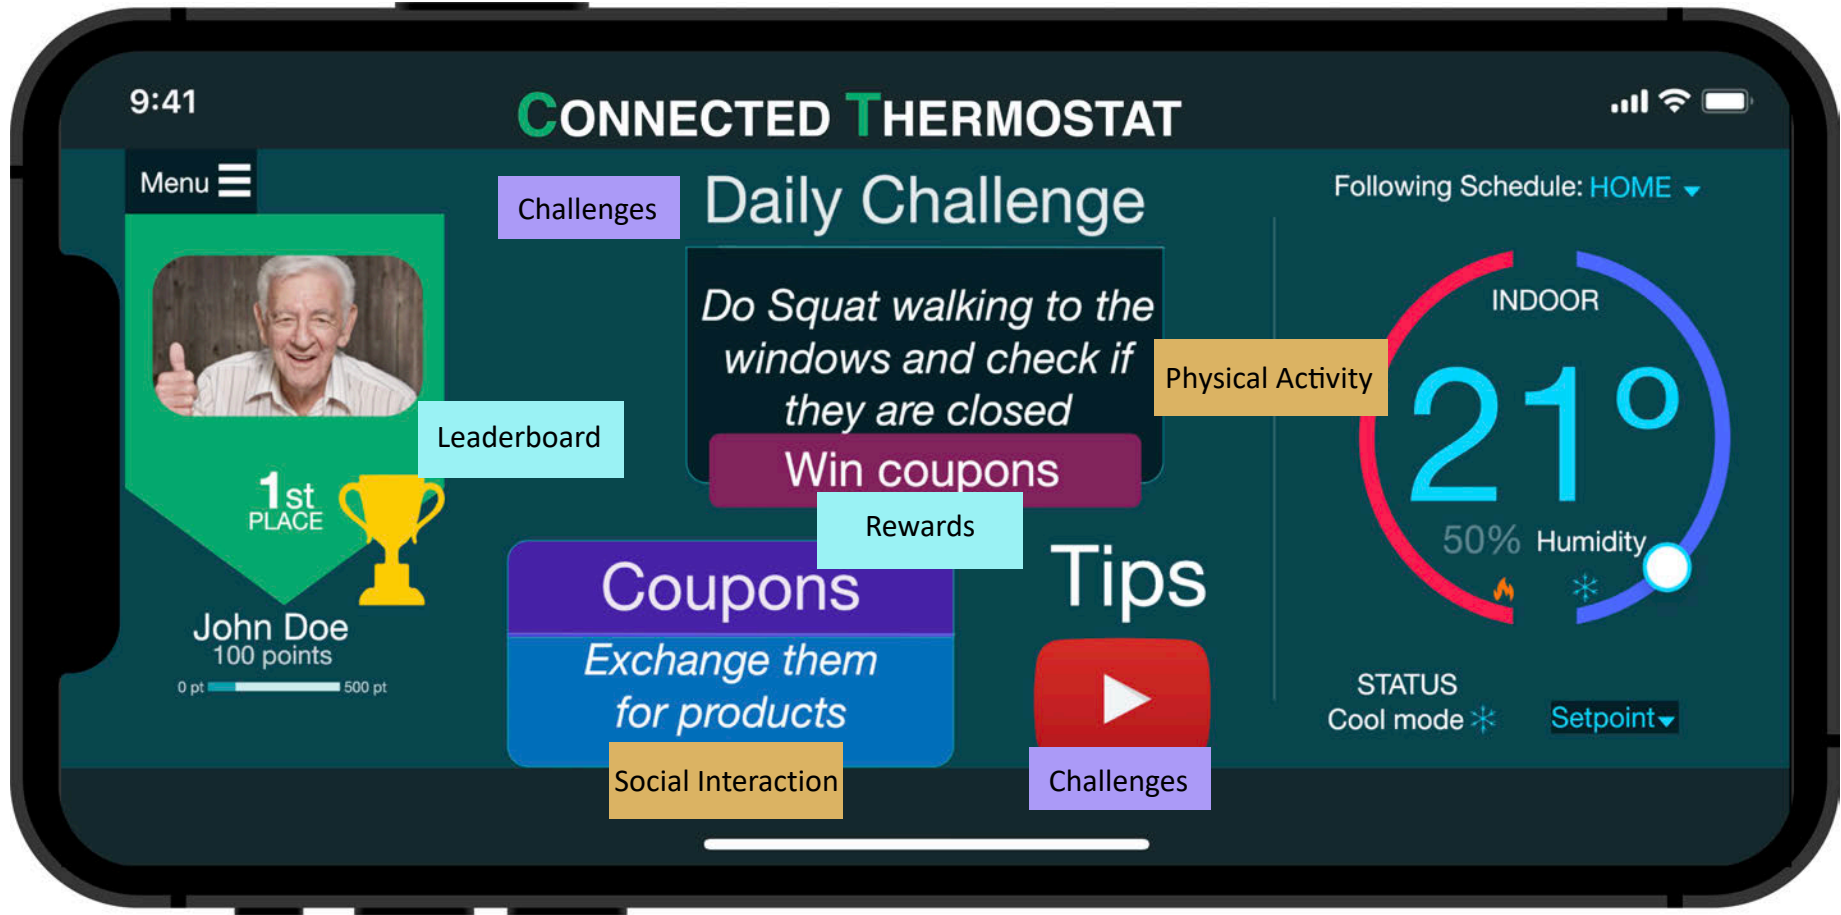 9:41
CONNECTED THERMOSTAT
Menu
Challenges
Daily Challenge
Following Schedule: HOME
Do Squat walking to the
windows and check if
they are closed
Physical Activity
Win coupons
Rewards
Leaderboard
1st
PLACE
John Doe
100 points
0 pt
500 pt
Coupons
Exchange them
for products
Social Interaction
Tips
Challenges
INDOOR
21°
50% Humidity
STATUS
Cool mode
Setpoint